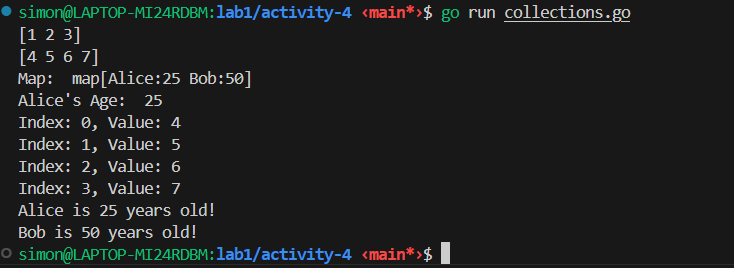 simon@LAPTOP-MI24RDBM:lab1/activity-4 ‹main*›$ go run collections.go
[1 2 3]
[4 5 6 7]
Map:  map[Alice:25 Bob:50]
Alice's Age:  25
Index: 0, Value: 4
Index: 1, Value: 5
Index: 2, Value: 6
Index: 3, Value: 7
Alice is 25 years old!
Bob is 50 years old!
simon@LAPTOP-MI24RDBM:lab1/activity-4 ‹main*›$